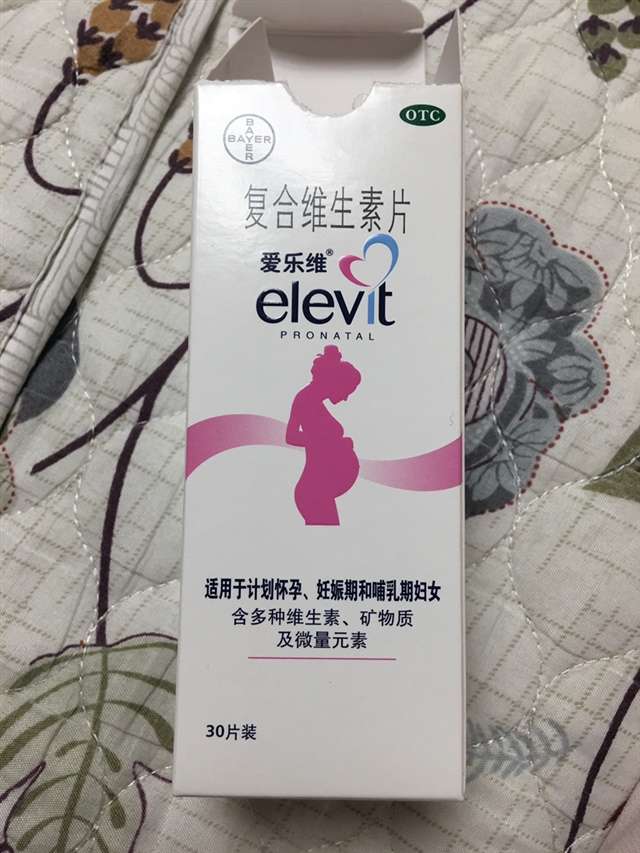 BAYER
BAYER
OTC
复合维生素片
爱乐维®
elevit
PRONATAL
适用于计划怀孕、妊娠期和哺乳期妇女
含多种维生素、矿物质
及微量元素
30片装